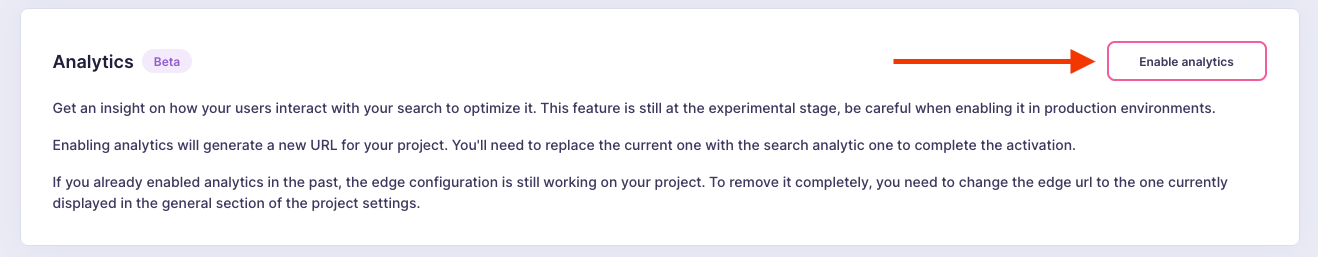 Analytics Beta
Enable analytics
Get an insight on how your users interact with your search to optimize it. This feature is still at the experimental stage, be careful when enabling it in production environments.
Enabling analytics will generate a new URL for your project. You'll need to replace the current one with the search analytic one to complete the activation.
If you already enabled analytics in the past, the edge configuration is still working on your project. To remove it completely, you need to change the edge url to the one currently
displayed in the general section of the project settings.